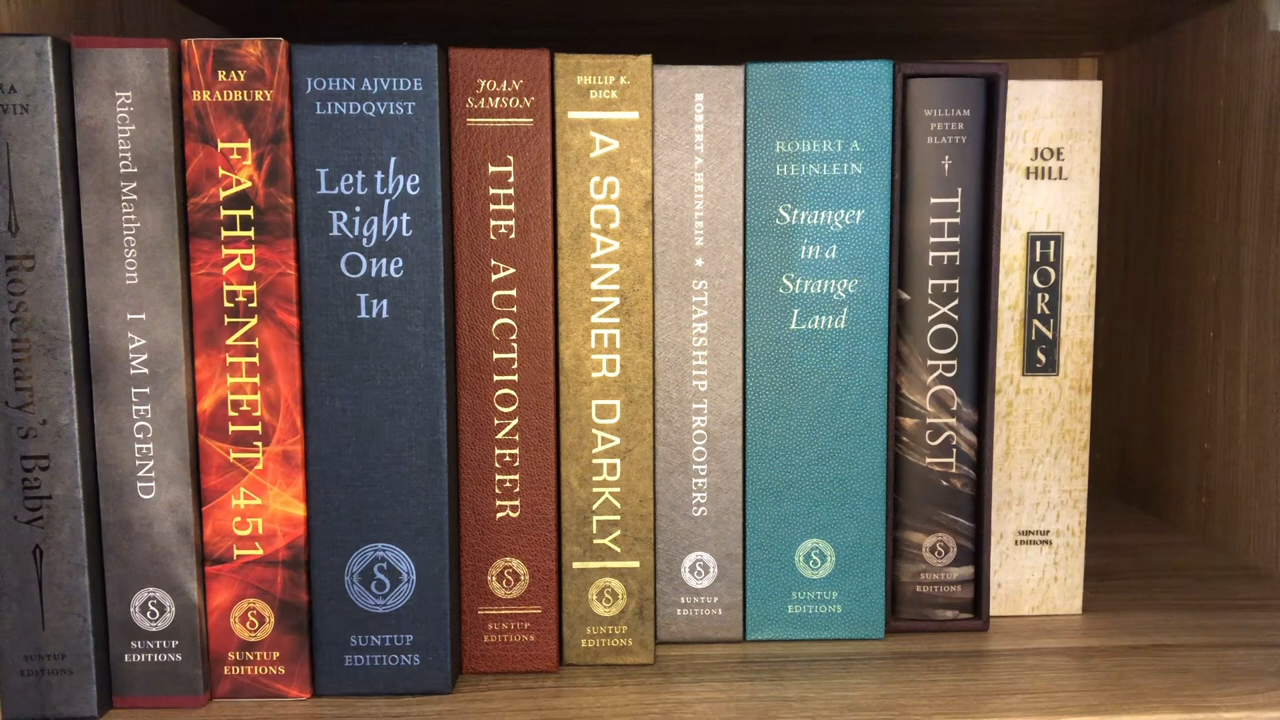 Rosemary's Baby
SUNTUP
EDITIONS
Richard Matheson I AM LEGEND
S
SUNTUP
EDITIONS
RAY
BRADBURY
FAHRENHEIT 451
S
SUNTUP
EDITIONS
JOHN AJVIDE
LINDQVIST
Let the
Right
One
In
S
SUNTUP
EDITIONS
JOAN
SAMSON
THE AUCTIONEER
S
SUNTUP
EDITIONS
PHILIP K.
DICK
A SCANNER DARKLY
S
SUNTUP
EDITIONS
ROBERT A. HEINLEIN ★ STARSHIP TROOPERS
S
SUNTUP
EDITIONS
ROBERT A.
HEINLEIN
Stranger
in a
Strange
Land
S
SUNTUP
EDITIONS
WILLIAM
PETER
BLATTY
THE EXORCIST
S
SUNTUP
EDITIONS
JOE
HILL
HORNS
SUNTUP
EDITIONS